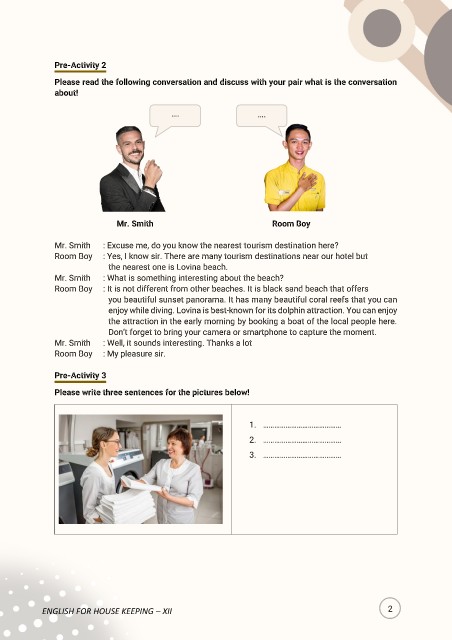 Pre-Activity 2
Please read the following conversation and discuss with your pair what is the conversation
about!
....
....
Mr. Smith
Room Boy
Mr. Smith : Excuse me, do you know the nearest tourism destination here?
Room Boy : Yes, I know sir. There are many tourism destinations near our hotel but
the nearest one is Lovina beach.
Mr. Smith : What is something interesting about the beach?
Room Boy : It is not different from other beaches. It is black sand beach that offers
you beautiful sunset panorama. It has many beautiful coral reefs that you can
enjoy while diving. Lovina is best-known for its dolphin attraction. You can enjoy
the attraction in the early morning by booking a boat of the local people here.
Don't forget to bring your camera or smartphone to capture the moment.
Mr. Smith : Well, it sounds interesting. Thanks a lot
Room Boy : My pleasure sir.
Pre-Activity 3
Please write three sentences for the pictures below!
1. ......................................
2. ......................................
3. ......................................
ENGLISH FOR HOUSE KEEPING – XII
2